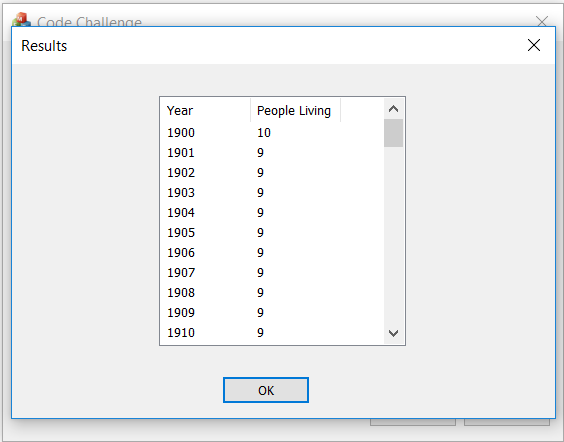 Code Challenge
Results
Year People Living
1900 10
1901 9
1902 9
1903 9
1904 9
1905 9
1906 9
1907 9
1908 9
1909 9
1910 9
OK